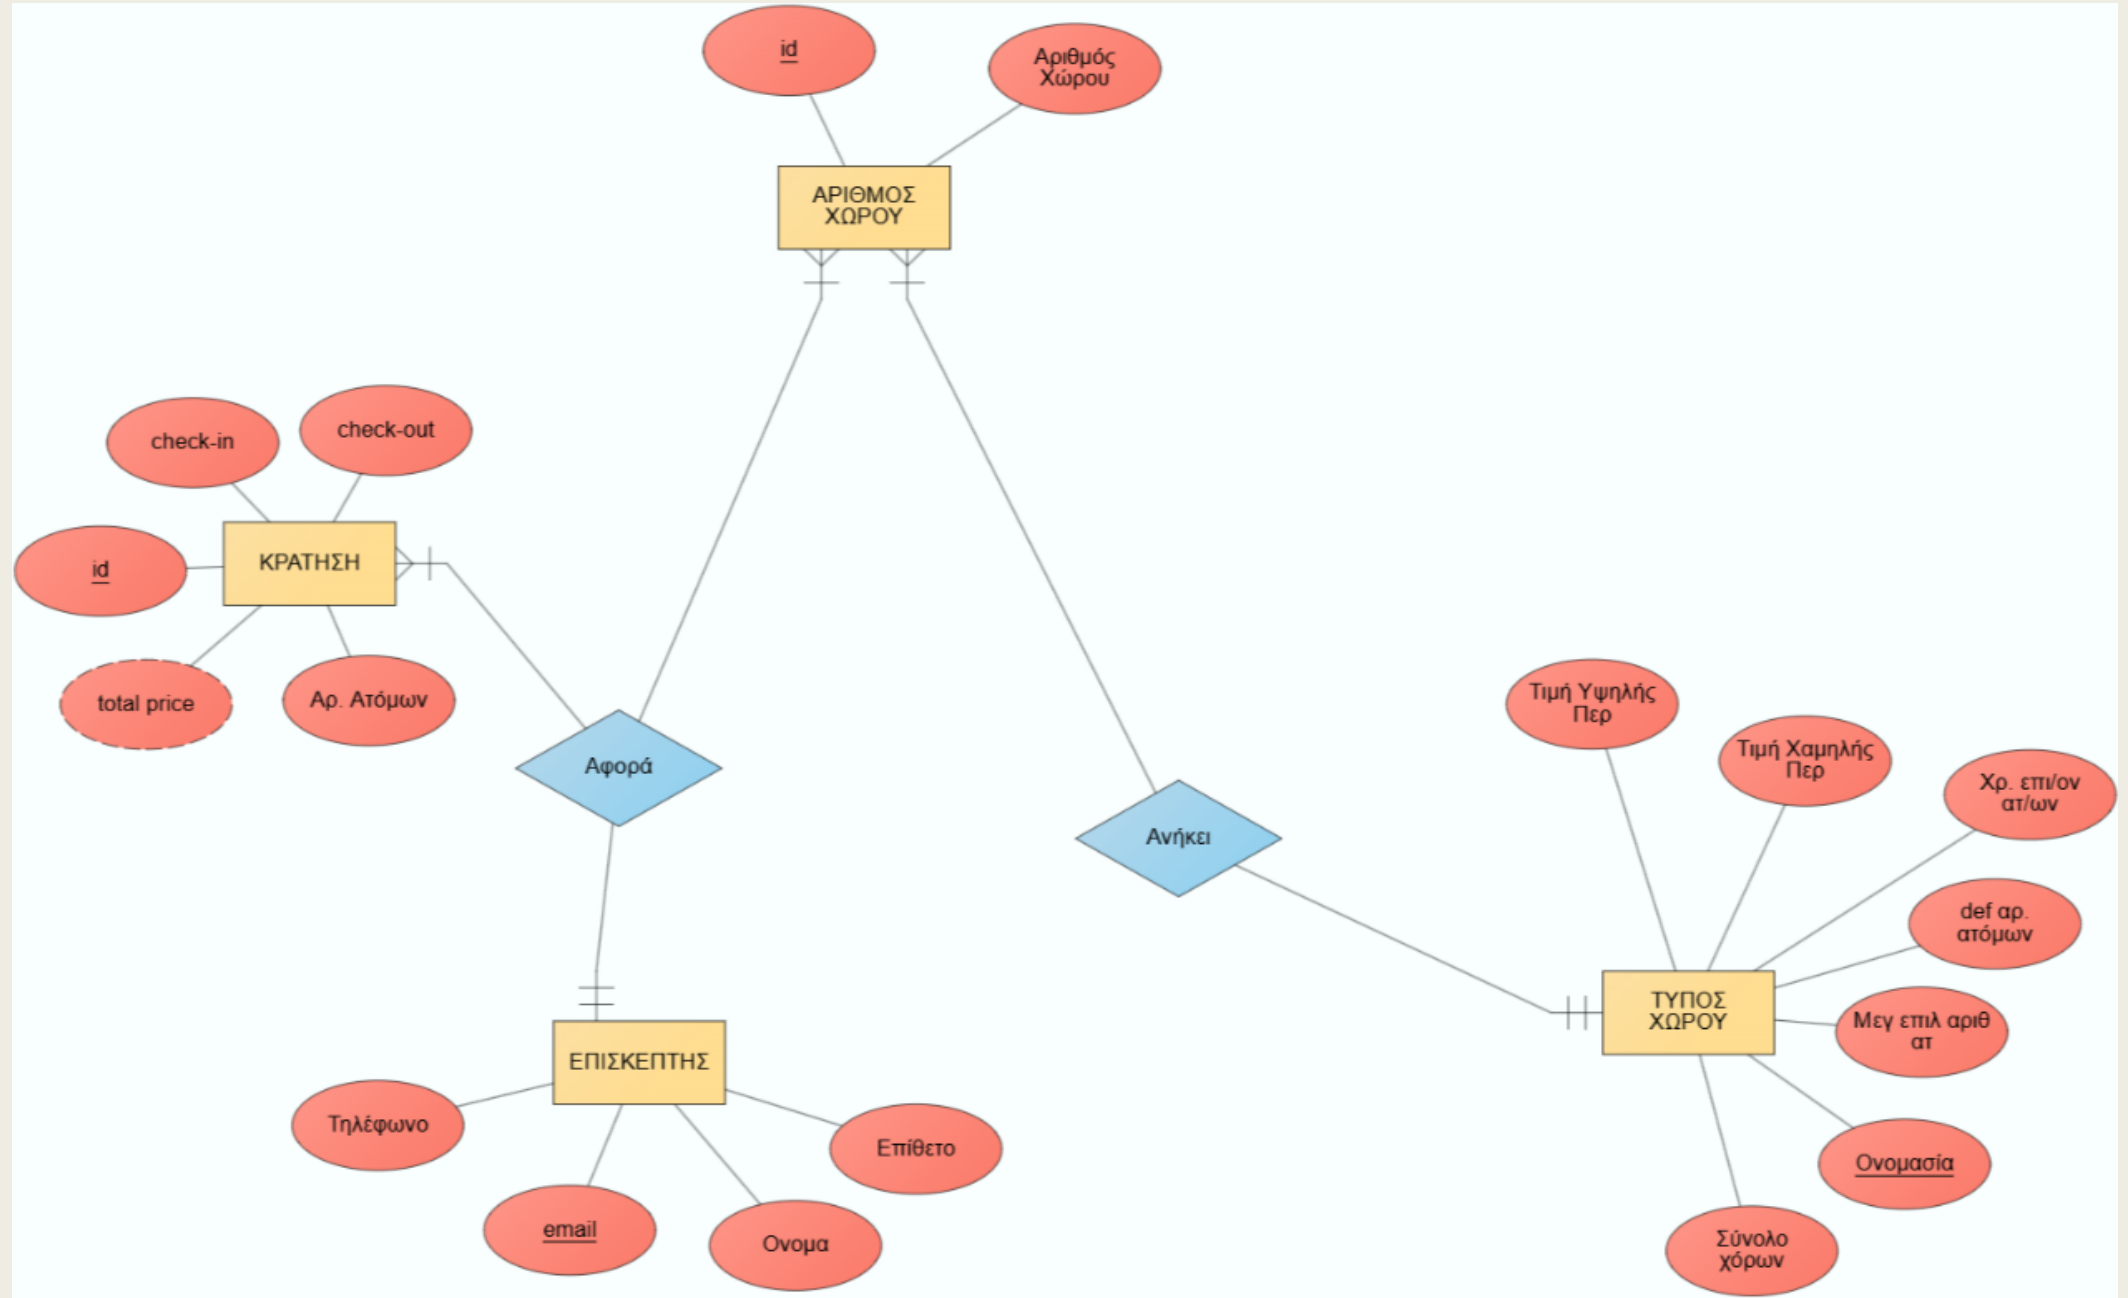 id
Αριθμός
Χώρου
ΑΡΙΘΜΟΣ
ΧΩΡΟΥ
check-in
check-out
id
ΚΡΑΤΗΣΗ
total price
Αρ. Ατόμων
Αφορά
Ανήκει
Τιμή Υψηλής
Περ
Τιμή Χαμηλής
Περ
Χρ. επι/ον
ατ/ων
def αρ.
ατόμων
ΤΥΠΟΣ
ΧΩΡΟΥ
Μεγ επιλ αριθ
ατ
Ονομασία
Σύνολο
χόρων
ΕΠΙΣΚΕΠΤΗΣ
Τηλέφωνο
email
Ονομα
Επίθετο